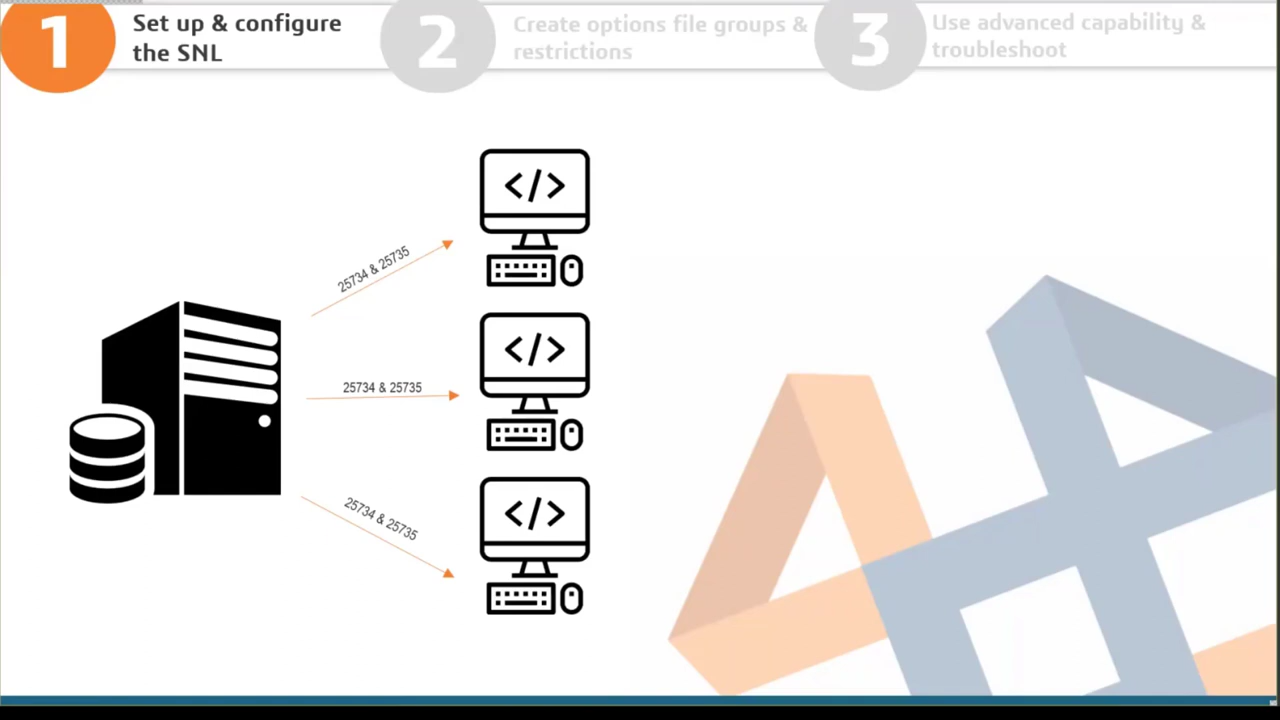 1
Set up & configure
the SNL
2
Create options file groups &
restrictions
3
Use advanced capability &
troubleshoot
</>
25734 & 25735
</>
25734 & 25735
</>
25734 & 25735